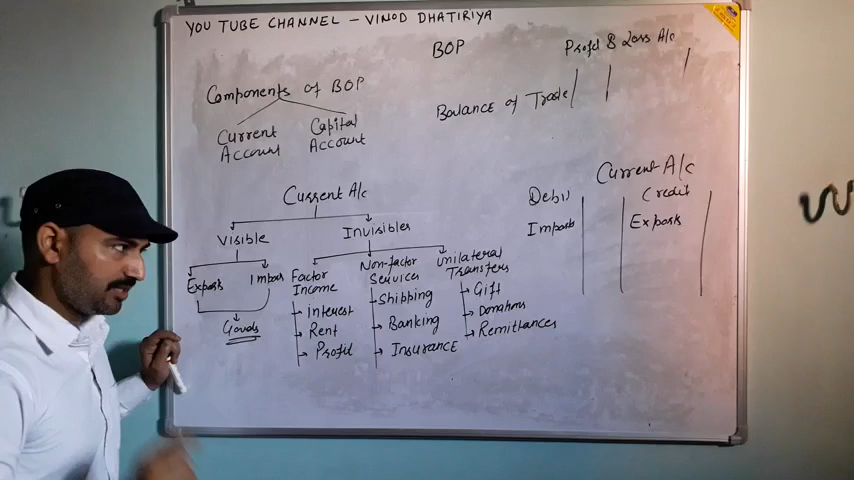 YOU TUBE CHANNEL - VINOD DHATIRIYA
BOP
Profit & Loss A/c
Components of BOP
Current
Account
Capital
Account
Balance of Trade
Current A/c
Visible
Invisibles
Exports
Impors
Goods
Factor
Income
→ interest
→ Rent
→ Profit
Non-factor
Services
→ Shipping
→ Banking
→ Insurance
Unilateral
Transfers
→ Gift
→ Donations
→ Remittances
Current A/c
Debit
Credit
Imports
Exports